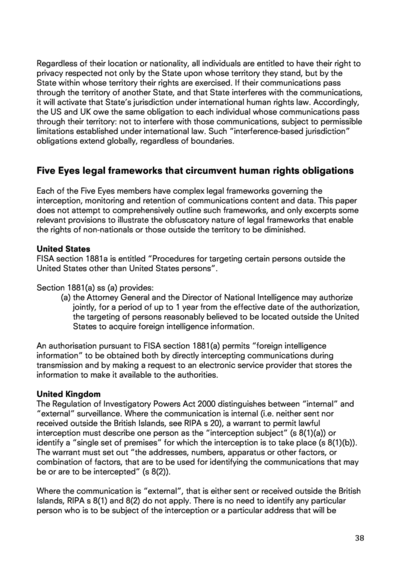 Regardless of their location or nationality, all individuals are entitled to have their right to
privacy respected not only by the State upon whose territory they stand, but by the
State within whose territory their rights are exercised. If their communications pass
through the territory of another State, and that State interferes with the communications,
it will activate that State's jurisdiction under international human rights law. Accordingly,
the US and UK owe the same obligation to each individual whose communications pass
through their territory: not to interfere with those communications, subject to permissible
limitations established under international law. Such "interference-based jurisdiction"
obligations extend globally, regardless of boundaries.
Five Eyes legal frameworks that circumvent human rights obligations
Each of the Five Eyes members have complex legal frameworks governing the
interception, monitoring and retention of communications content and data. This paper
does not attempt to comprehensively outline such frameworks, and only excerpts some
relevant provisions to illustrate the obfuscatory nature of legal frameworks that enable
the rights of non-nationals or those outside the territory to be diminished.
United States
FISA section 1881a is entitled "Procedures for targeting certain persons outside the
United States other than United States persons".
Section 1881(a) ss (a) provides:
(a) the Attorney General and the Director of National Intelligence may authorize
jointly, for a period of up to 1 year from the effective date of the authorization,
the targeting of persons reasonably believed to be located outside the United
States to acquire foreign intelligence information.
An authorisation pursuant to FISA section 1881(a) permits "foreign intelligence
information" to be obtained both by directly intercepting communications during
transmission and by making a request to an electronic service provider that stores the
information to make it available to the authorities.
United Kingdom
The Regulation of Investigatory Powers Act 2000 distinguishes between "internal" and
"external" surveillance. Where the communication is internal (i.e. neither sent nor
received outside the British Islands, see RIPA s 20), a warrant to permit lawful
interception must describe one person as the "interception subject" (s 8(1)(a)) or
identify a "single set of premises" for which the interception is to take place (s 8(1)(b)).
The warrant must set out "the addresses, numbers, apparatus or other factors, or
combination of factors, that are to be used for identifying the communications that may
be or are to be intercepted" (s 8(2)).
Where the communication is "external", that is either sent or received outside the British
Islands, RIPA s 8(1) and 8(2) do not apply. There is no need to identify any particular
person who is to be subject of the interception or a particular address that will be
38